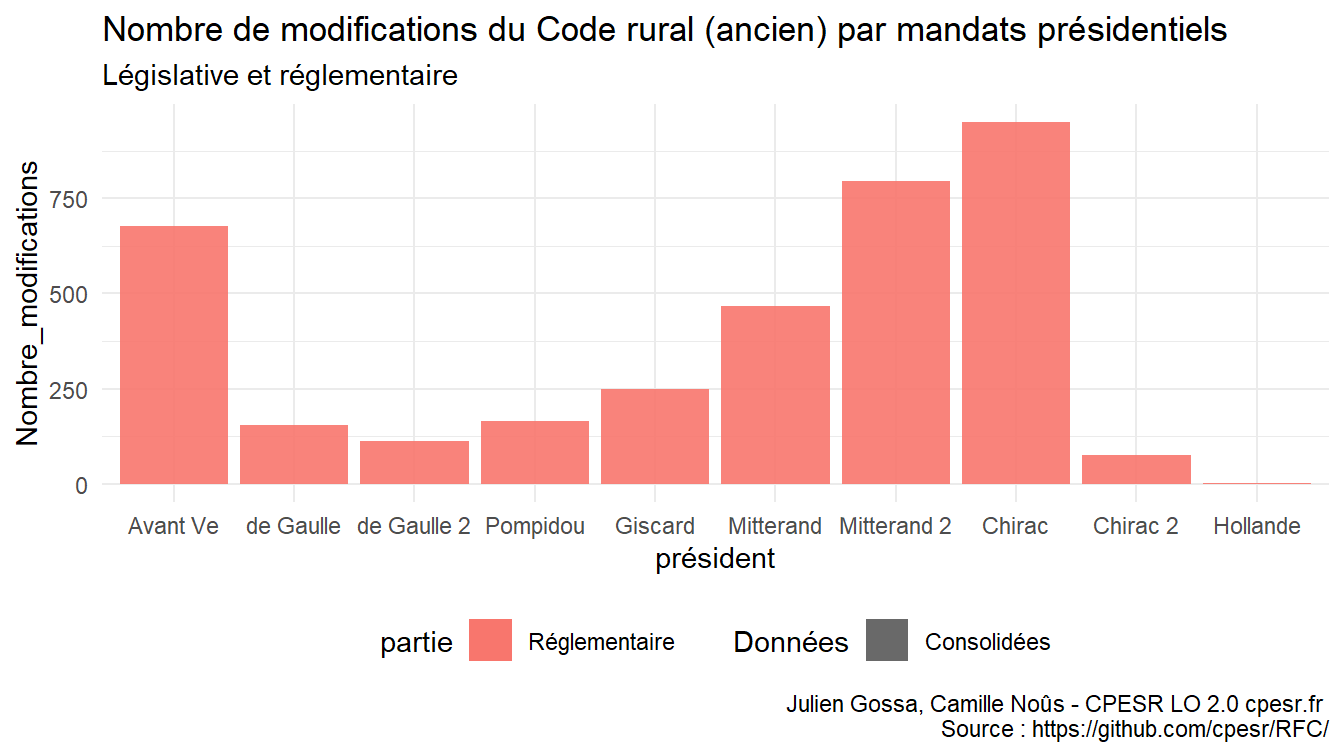 Nombre de modifications du Code rural (ancien) par mandats présidentiels
Législative et réglementaire
Nombre_modifications
750
500
250
0
Avant Ve de Gaulle de Gaulle 2 Pompidou Giscard Mitterand Mitterand 2 Chirac Chirac 2 Hollande
président
partie Réglementaire Données Consolidées
Julien Gossa, Camille Noûs - CPESR LO 2.0 cpesr.fr
Source : https://github.com/cpesr/RFC/